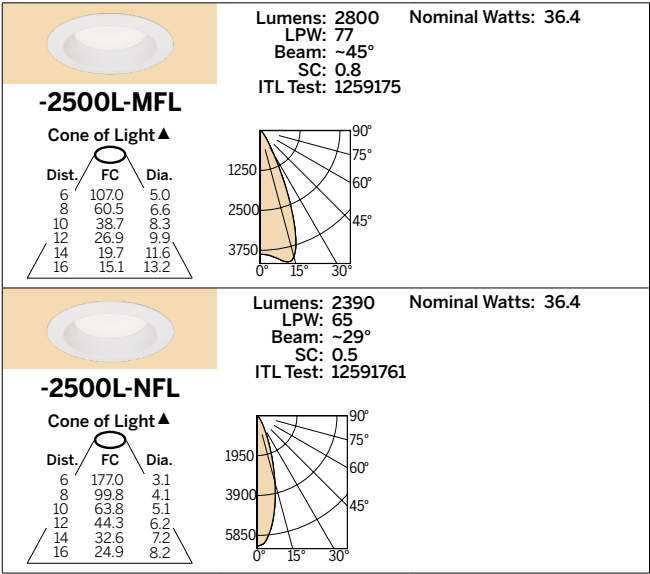 Lumens: 2800 Nominal Watts: 36.4
LPW: 77
Beam: ~45°
SC: 0.8
ITL Test: 1259175
-2500L-MFL
Cone of Light▲
Dist. FC Dia.
6 107.0 5.0
8 60.5 6.6
10 38.7 8.3
12 26.9 9.9
14 19.7 11.6
16 15.1 13.2
90°
75°
1250
60°
2500
45°
3750
0° 15° 30°
Lumens: 2390 Nominal Watts: 36.4
LPW: 65
Beam: ~29°
SC: 0.5
ITL Test: 12591761
-2500L-NFL
Cone of Light▲
Dist. FC Dia.
6 177.0 3.1
8 99.8 4.1
10 63.8 5.1
12 44.3 6.2
14 32.6 7.2
16 24.9 8.2
90°
75°
1950
60°
3900
45°
5850
0° 15° 30°